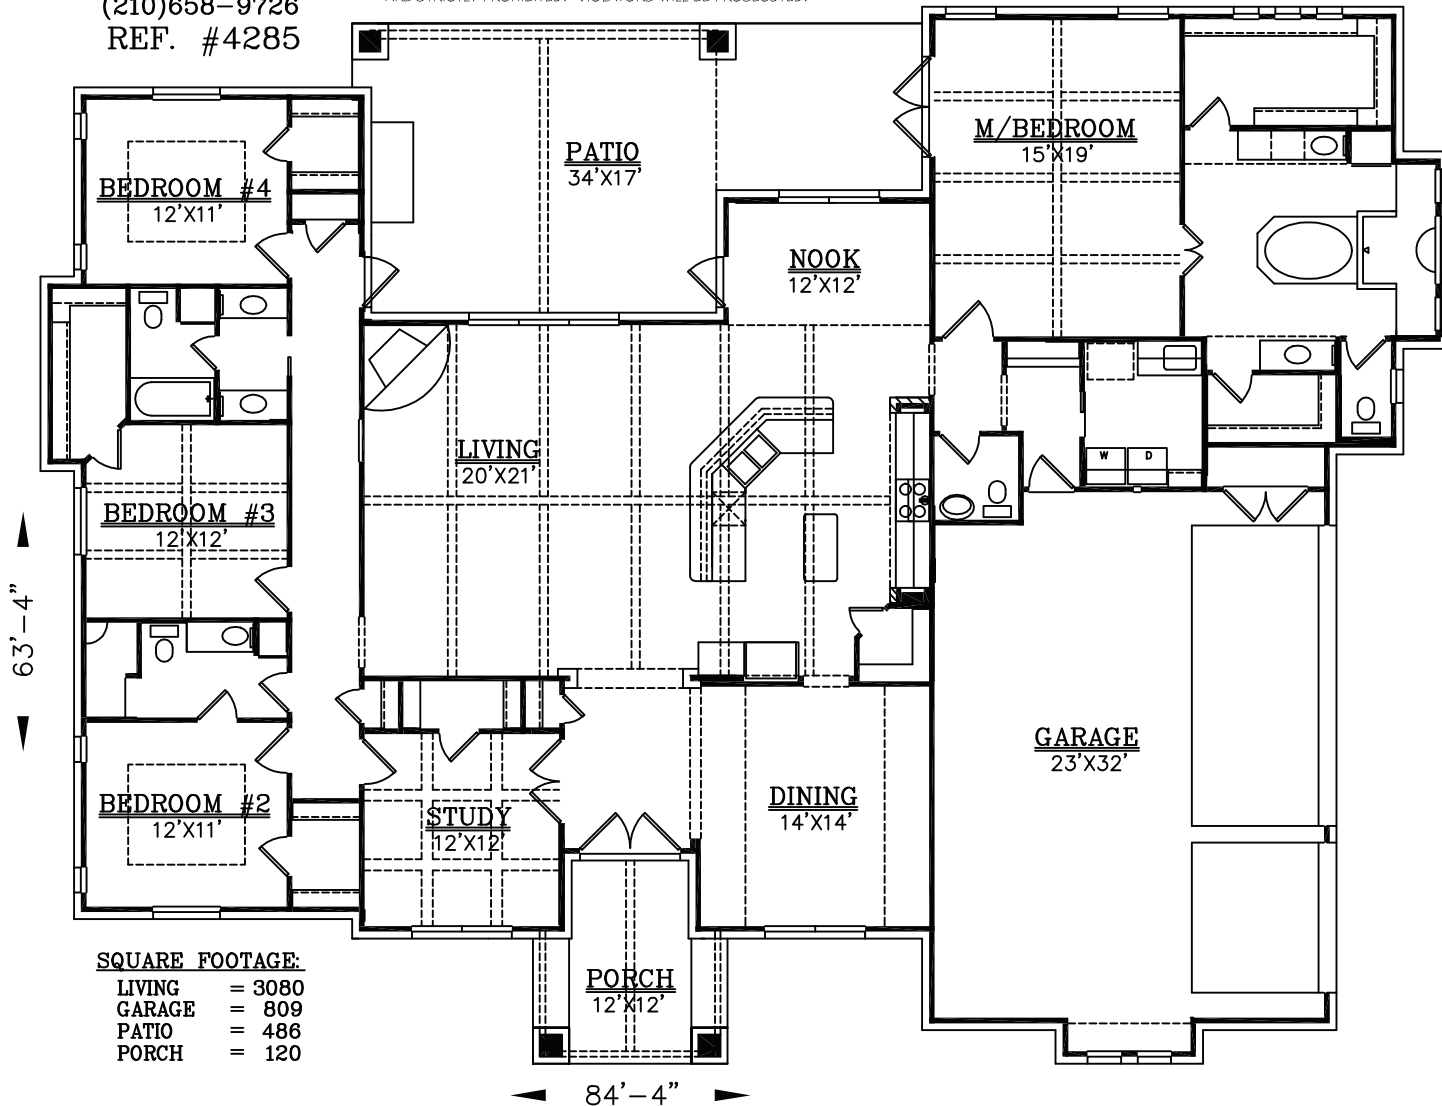 (210)658-9726
REF. #4285
PATIO
34'X17'
M/BEDROOM
15'X19'
BEDROOM #4
12'X11'
NOOK
12'X12'
LIVING
20'X21'
W D
BEDROOM #3
12'X12'
63'-4"
GARAGE
23'X32'
BEDROOM #2
12'X11'
STUDY
12'X12'
DINING
14'X14'
PORCH
12'X12'
SQUARE FOOTAGE:
LIVING = 3080
GARAGE = 809
PATIO = 486
PORCH = 120
84'-4"